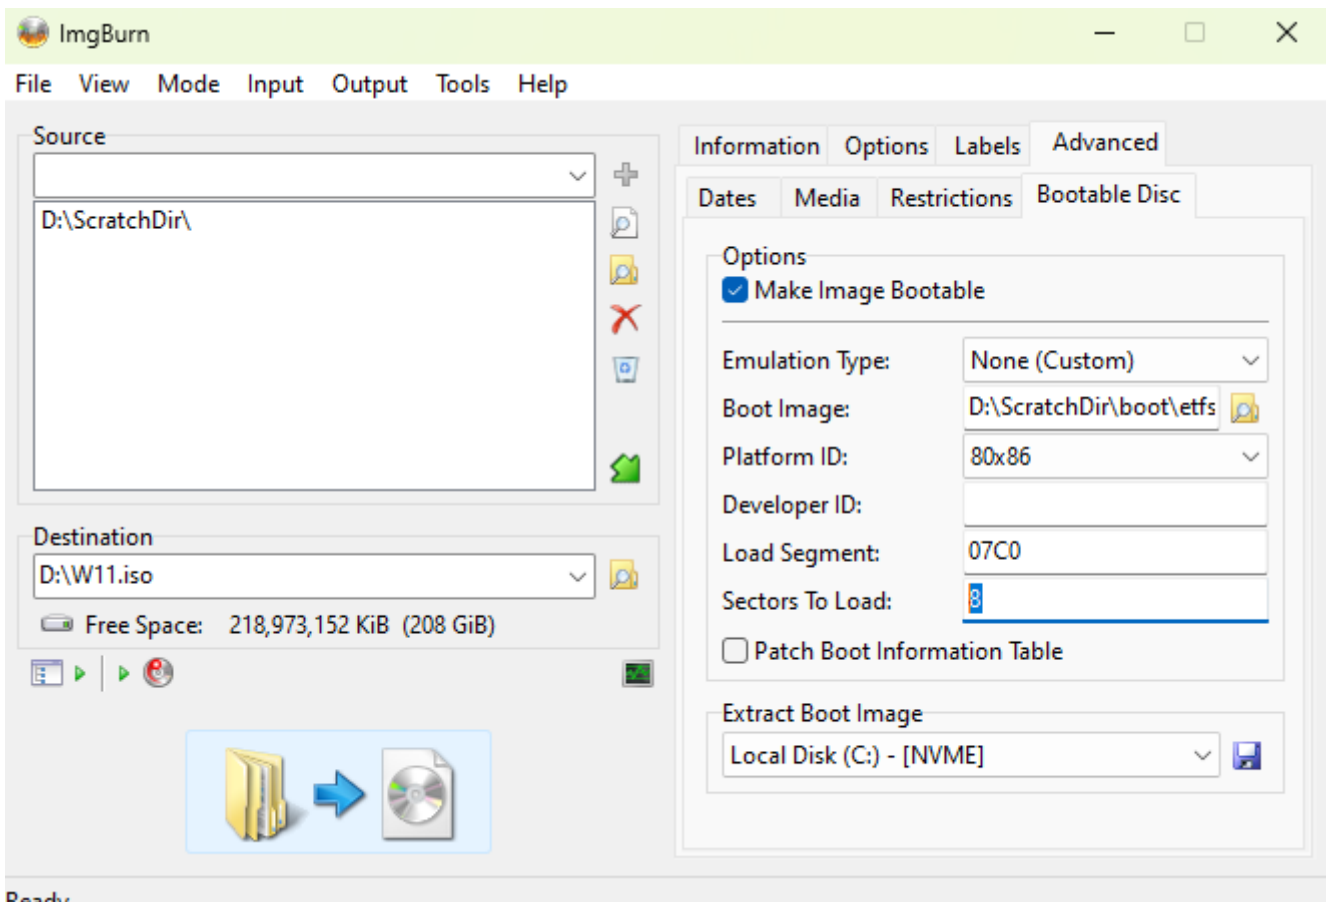 ImgBurn
File View Mode Input Output Tools Help
Source
D:\ScratchDir\
Destination
D:\W11.iso
Free Space: 218,973,152 KiB (208 GiB)
Information Options Labels Advanced
Dates Media Restrictions Bootable Disc
Options
Make Image Bootable
Emulation Type: None (Custom)
Boot Image: D:\ScratchDir\boot\etfs
Platform ID: 80x86
Developer ID:
Load Segment: 07C0
Sectors To Load: 8
Patch Boot Information Table
Extract Boot Image
Local Disk (C:) - [NVME]
Ready